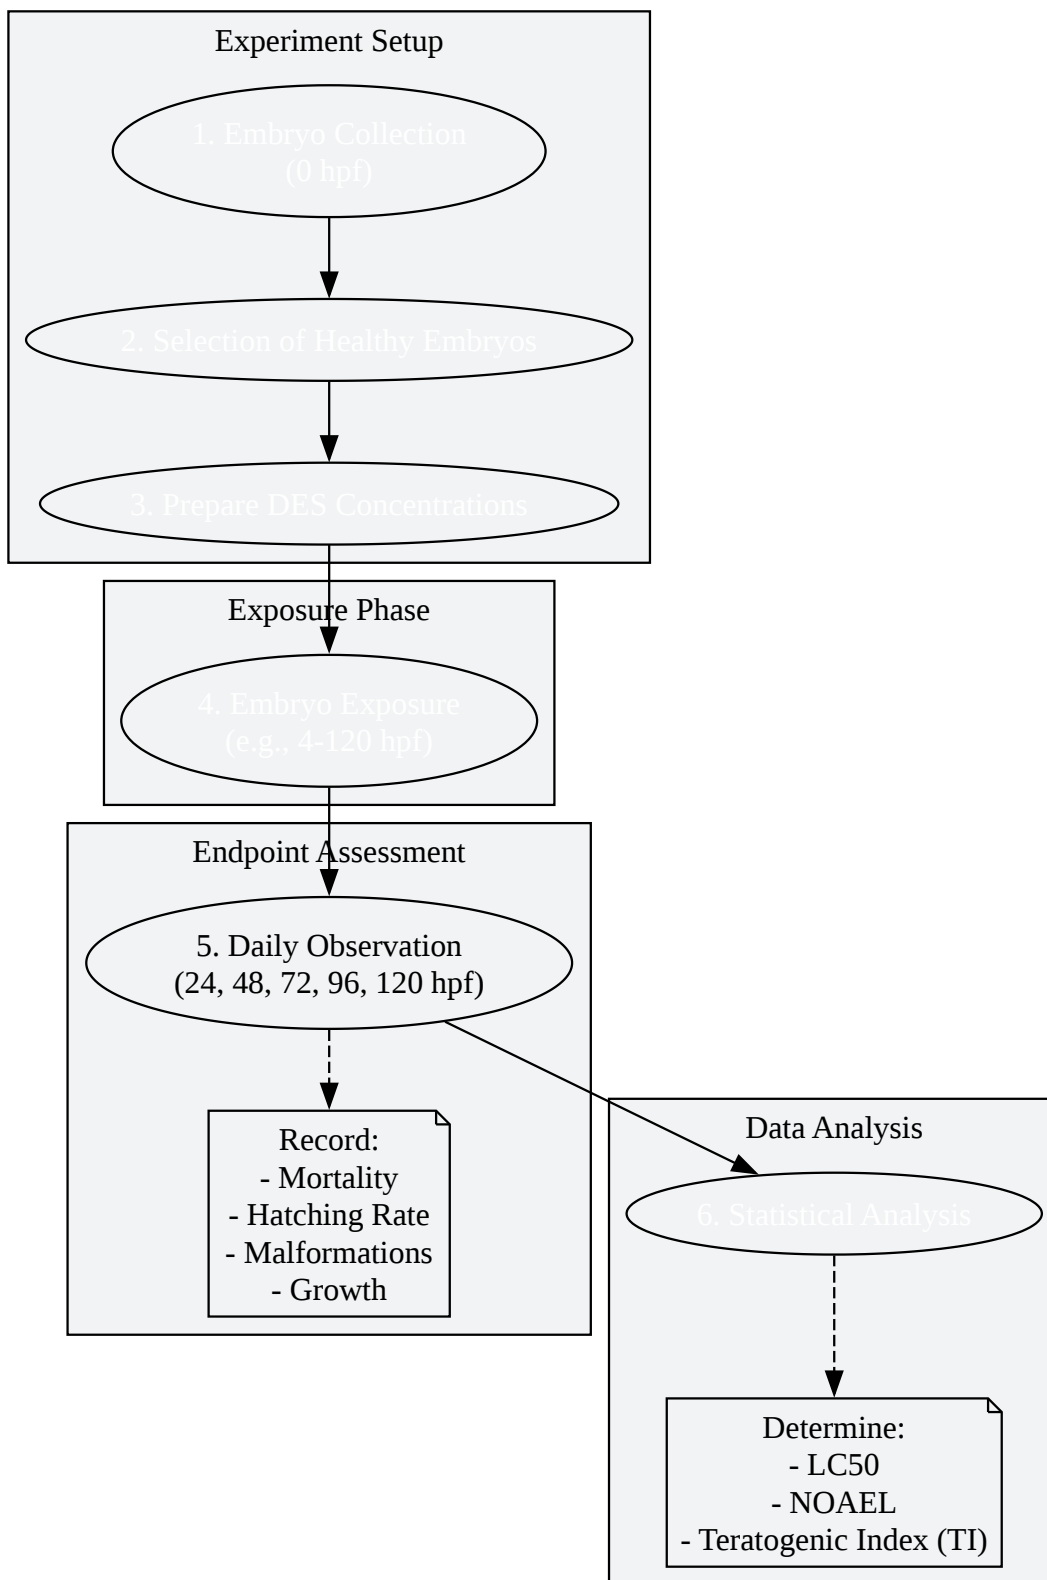 Experiment Setup
1. Embryo Collection
(0 hpf)
2. Selection of Healthy Embryos
3. Prepare DES Concentrations
Exposure Phase
4. Embryo Exposure
(e.g., 4-120 hpf)
Endpoint Assessment
5. Daily Observation
(24, 48, 72, 96, 120 hpf)
Record:
- Mortality
- Hatching Rate
- Malformations
- Growth
Data Analysis
6. Statistical Analysis
Determine:
- LC50
- NOAEL
- Teratogenic Index (TI)